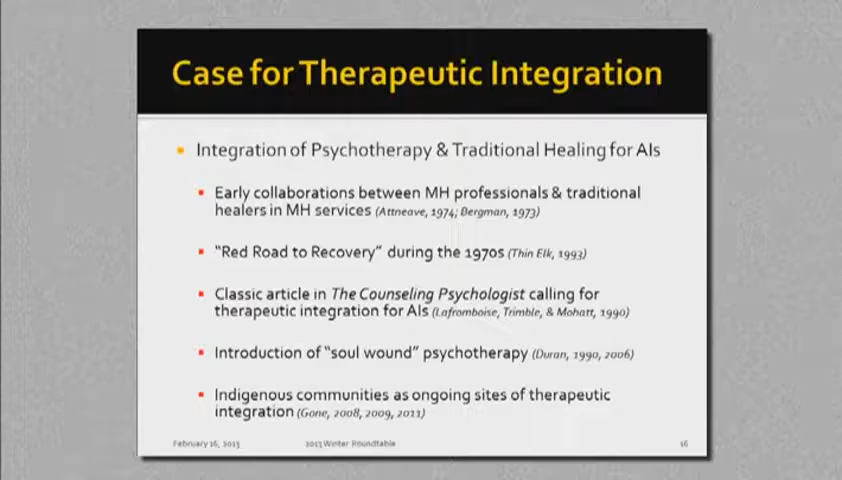 Case for Therapeutic Integration
Integration of Psychotherapy & Traditional Healing for AIs
Early collaborations between MH professionals & traditional
healers in MH services (Attneave, 1974; Bergman, 1973)
"Red Road to Recovery" during the 1970s (Thin Elk, 1993)
Classic article in The Counseling Psychologist calling for
therapeutic integration for AIs (Lafromboise, Trimble, & Mohatt, 1990)
Introduction of "soul wound" psychotherapy (Duran, 1990, 2006)
Indigenous communities as ongoing sites of therapeutic
integration (Gone, 2008, 2009, 2011)
February 16, 2013 2013 Winter Roundtable 16